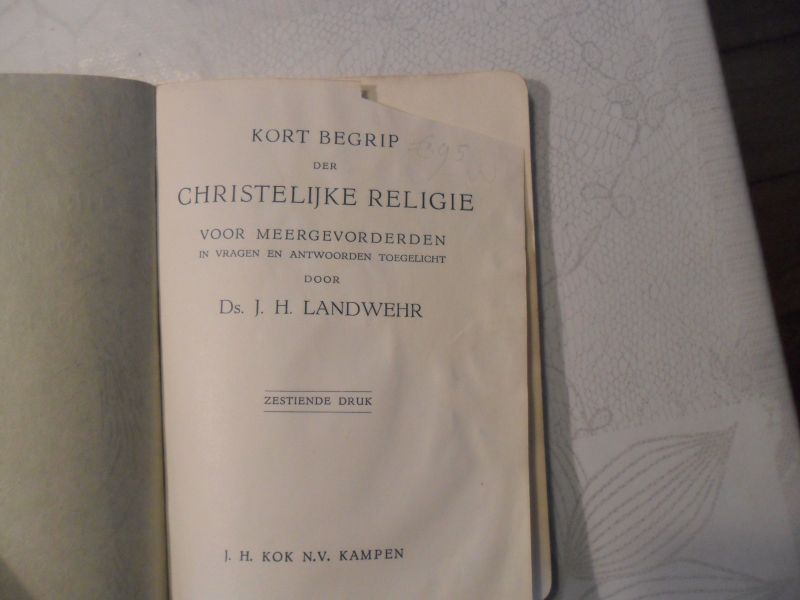 KORT BEGRIP
DER
CHRISTELIJKE RELIGIE
VOOR MEERGEVORDERDEN
IN VRAGEN EN ANTWOORDEN TOEGELICHT
DOOR
Ds. J. H. LANDWEHR
ZESTIENDE DRUK
J. H. KOK N.V. KAMPEN